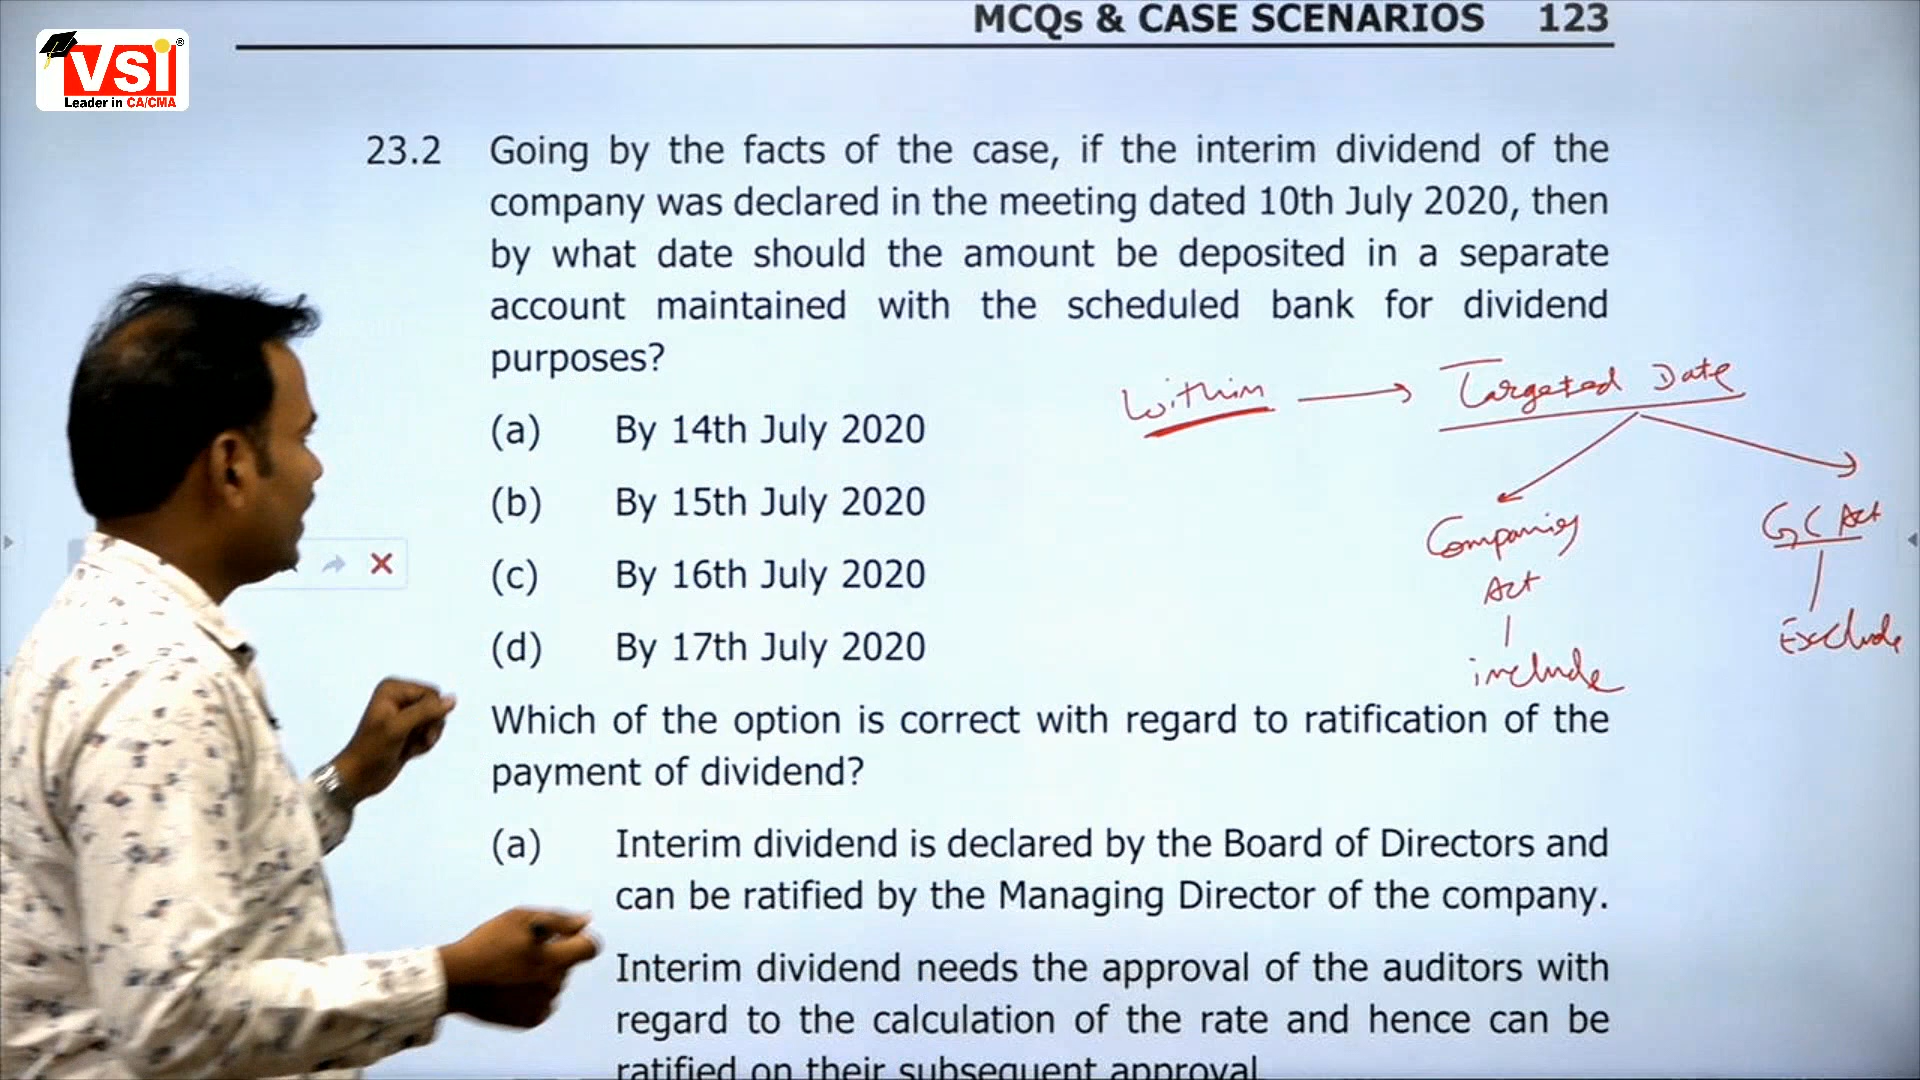 MCQs & CASE SCENARIOS 123
VSI
®
Leader in CA/CMA
23.2 Going by the facts of the case, if the interim dividend of the
company was declared in the meeting dated 10th July 2020, then
by what date should the amount be deposited in a separate
account maintained with the scheduled bank for dividend
purposes?
Within → Targeted Date
(a) By 14th July 2020
(b) By 15th July 2020
(c) By 16th July 2020
(d) By 17th July 2020
Companies
Act
include
GC Act
Exclude
Which of the option is correct with regard to ratification of the
payment of dividend?
(a) Interim dividend is declared by the Board of Directors and
can be ratified by the Managing Director of the company.
Interim dividend needs the approval of the auditors with
regard to the calculation of the rate and hence can be
ratified on their subsequent approval.